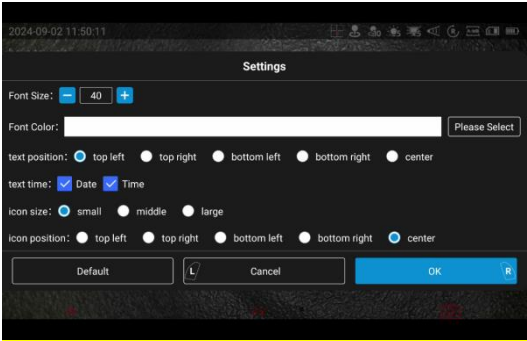 2024-09-02 11:50:11
Settings
Font Size: − 40 +
Font Color: Please Select
text position: top left top right bottom left bottom right center
text time: Date Time
icon size: small middle large
icon position: top left top right bottom left bottom right center
Default L Cancel OK R